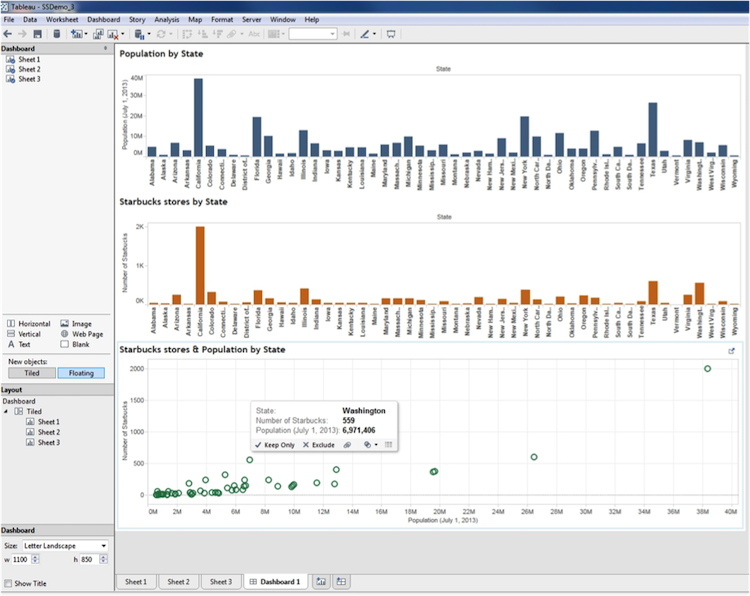 Tableau - SSDemo_3
File Data Worksheet Dashboard Story Analysis Map Format Server Window Help
Abc
Dashboard
Sheet 1
Sheet 2
Sheet 3
Horizontal Image
Vertical Web Page
A Text Blank
New objects:
Tiled Floating
Layout
Dashboard
Tiled
Sheet 1
Sheet 2
Sheet 3
Dashboard
Size: Letter Landscape
w 1100 h 850
Show Title
Population by State
State
Population (July 1, 2013)
40M
30M
20M
10M
0M
Alabama
Alaska
Arizona
Arkansas
California
Colorado
Connecti..
Delaware
District of..
Florida
Georgia
Hawaii
Idaho
Illinois
Indiana
Iowa
Kansas
Kentucky
Louisiana
Maine
Maryland
Massach..
Michigan
Minnesota
Mississip..
Missouri
Montana
Nebraska
Nevada
New Ham..
New Jers..
New Mexi..
New York
North Car..
North Da..
Ohio
Oklahoma
Oregon
Pennsylv..
Rhode Isl..
South Ca..
South Da..
Tennessee
Texas
Utah
Vermont
Virginia
Washingt..
West Virg..
Wisconsin
Wyoming
Starbucks stores by State
State
Number of Starbucks
2K
1K
0K
Alabama
Alaska
Arizona
Arkansas
California
Colorado
Connecti..
Delaware
District of..
Florida
Georgia
Hawaii
Idaho
Illinois
Indiana
Iowa
Kansas
Kentucky
Louisiana
Maine
Maryland
Massach..
Michigan
Minnesota
Mississip..
Missouri
Montana
Nebraska
Nevada
New Ham..
New Jers..
New Mexi..
New York
North Car..
North Da..
Ohio
Oklahoma
Oregon
Pennsylv..
Rhode Isl..
South Ca..
South Da..
Tennessee
Texas
Utah
Vermont
Virginia
Washingt..
West Virg..
Wisconsin
Wyoming
Starbucks stores & Population by State
Number of Starbucks
2000
1500
1000
500
0
State: Washington
Number of Starbucks: 559
Population (July 1, 2013): 6,971,406
Keep Only Exclude
0M 2M 4M 6M 8M 10M 12M 14M 16M 18M 20M 22M 24M 26M 28M 30M 32M 34M 36M 38M 40M
Population (July 1, 2013)
Sheet 1 Sheet 2 Sheet 3 Dashboard 1